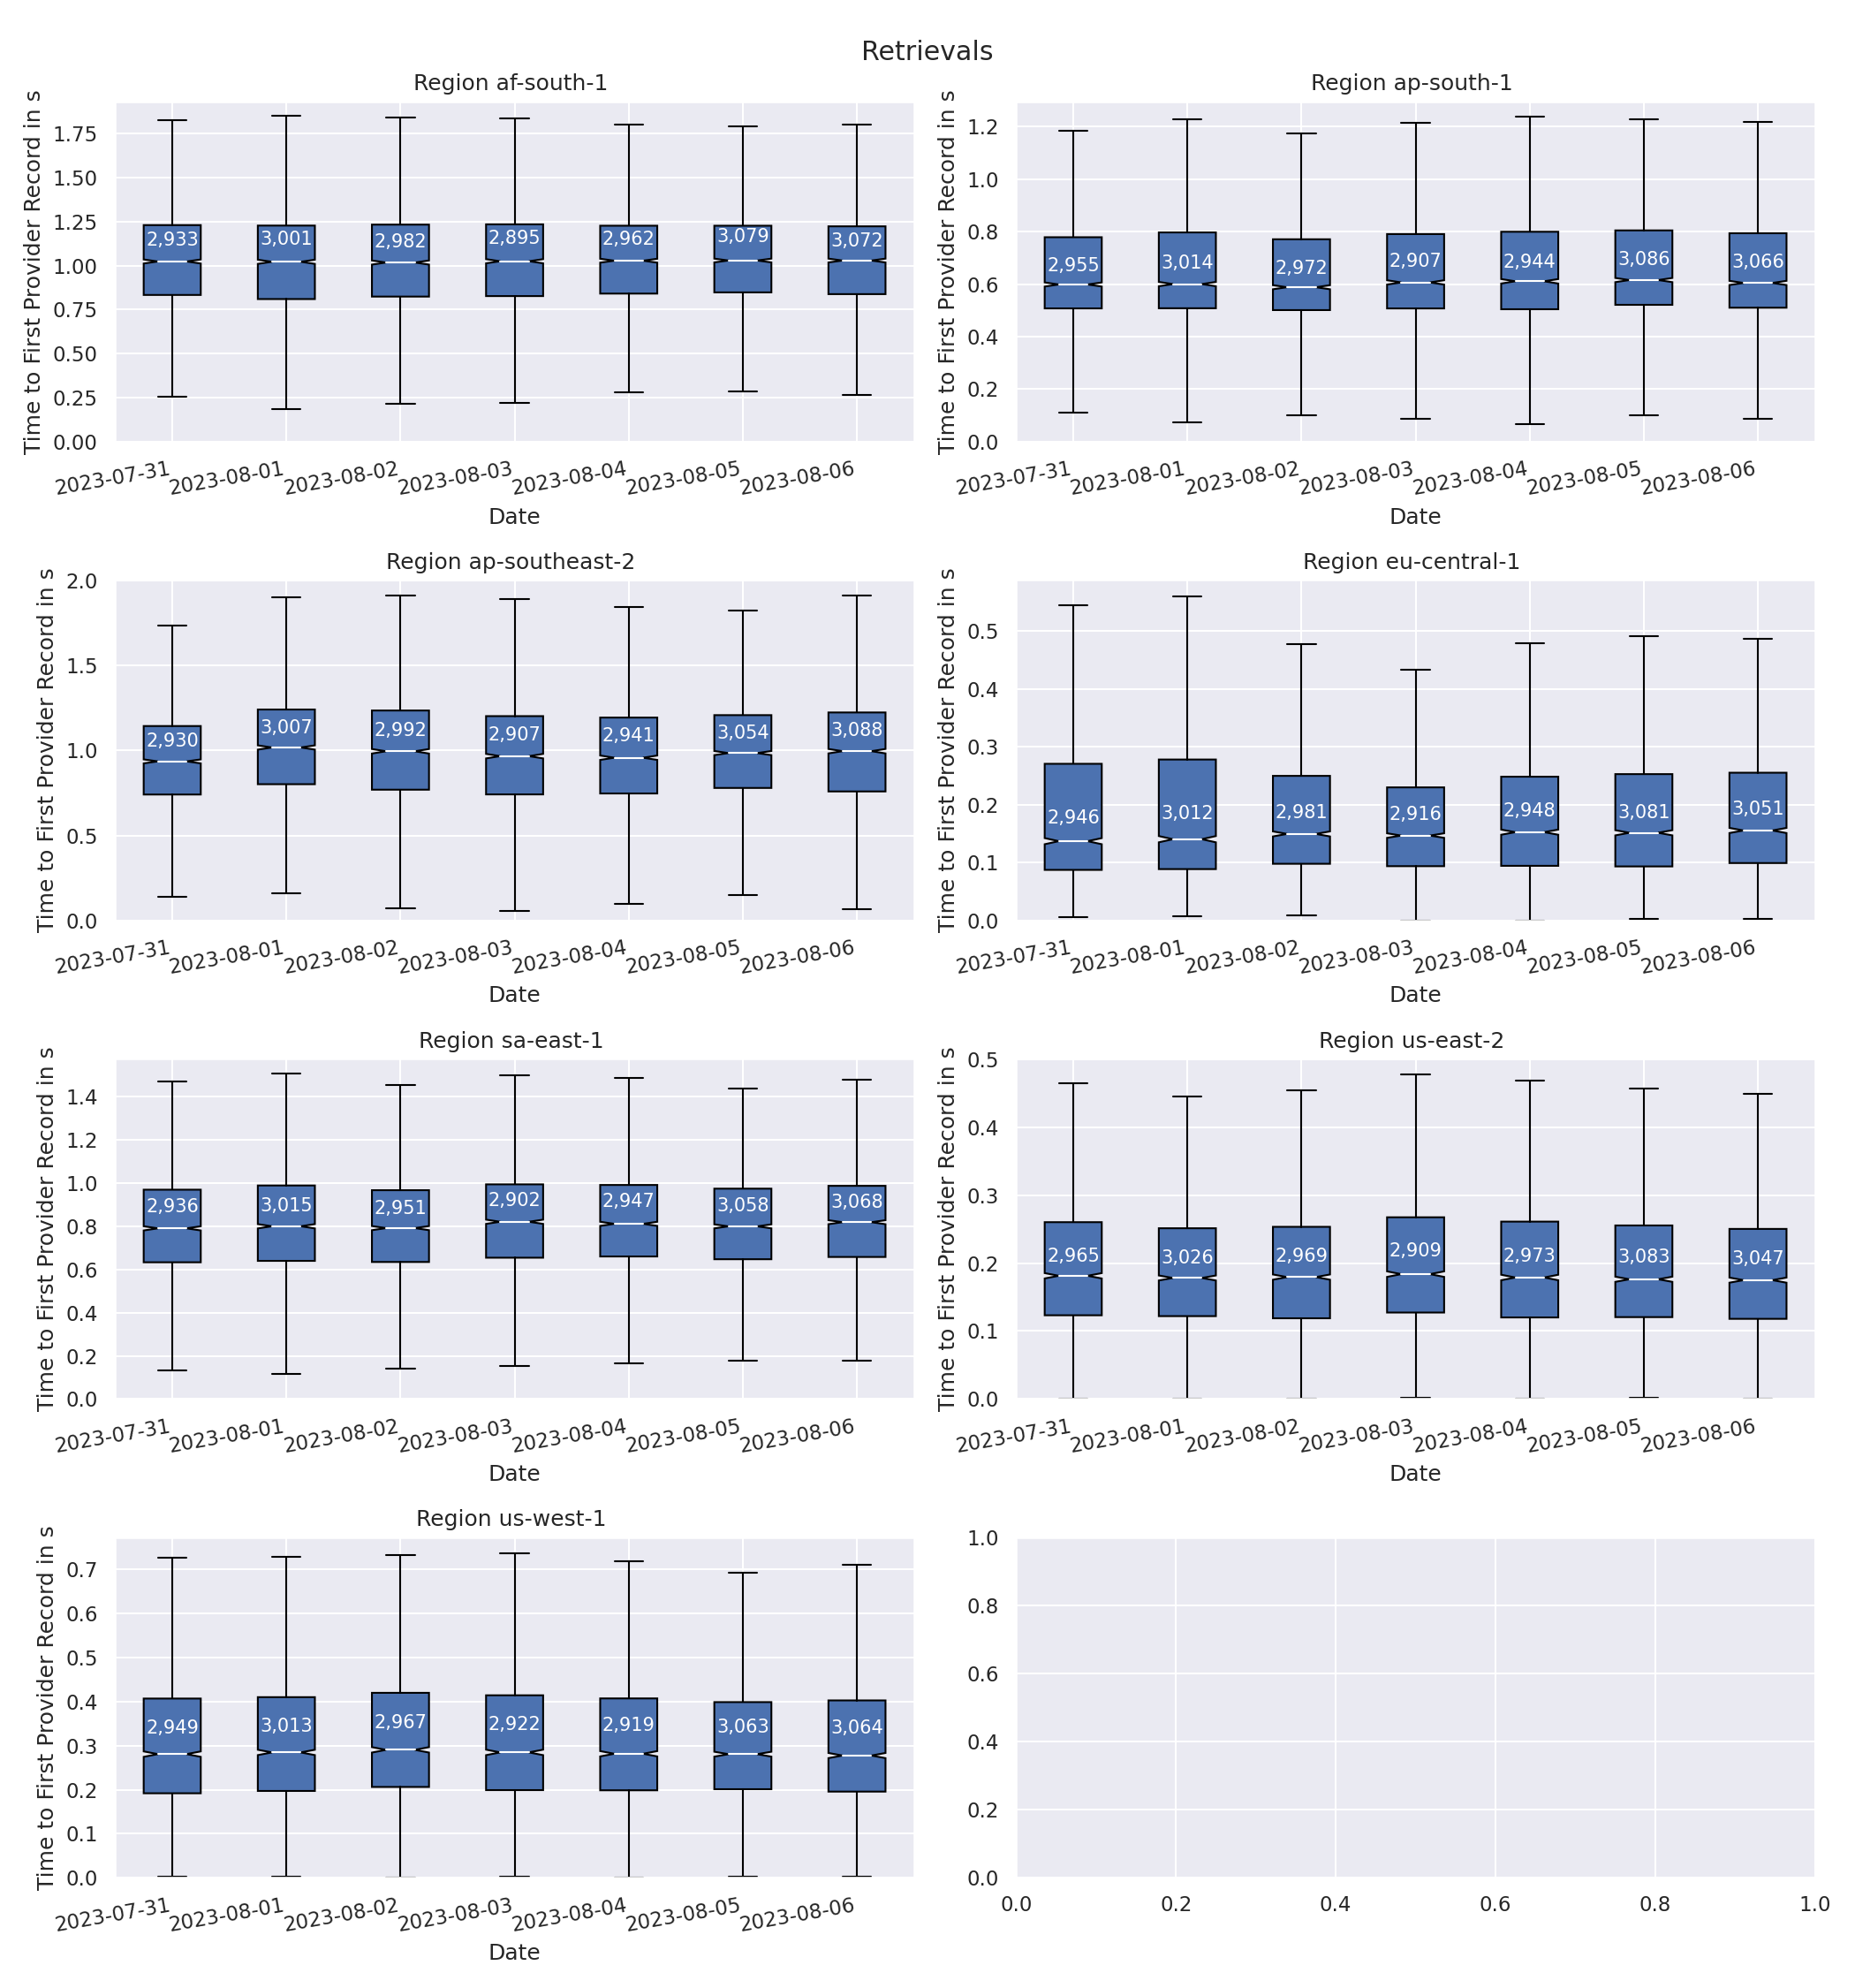 Retrievals
Region af-south-1
Time to First Provider Record in s
1.75
1.50
1.25
1.00
0.75
0.50
0.25
0.00
2,933 3,001 2,982 2,895 2,962 3,079 3,072
2023-07-31 2023-08-01 2023-08-02 2023-08-03 2023-08-04 2023-08-05 2023-08-06
Date
Region ap-south-1
Time to First Provider Record in s
1.2
1.0
0.8
0.6
0.4
0.2
0.0
2,955 3,014 2,972 2,907 2,944 3,086 3,066
2023-07-31 2023-08-01 2023-08-02 2023-08-03 2023-08-04 2023-08-05 2023-08-06
Date
Region ap-southeast-2
Time to First Provider Record in s
2.0
1.5
1.0
0.5
0.0
2,930 3,007 2,992 2,907 2,941 3,054 3,088
2023-07-31 2023-08-01 2023-08-02 2023-08-03 2023-08-04 2023-08-05 2023-08-06
Date
Region eu-central-1
Time to First Provider Record in s
0.5
0.4
0.3
0.2
0.1
0.0
2,946 3,012 2,981 2,916 2,948 3,081 3,051
2023-07-31 2023-08-01 2023-08-02 2023-08-03 2023-08-04 2023-08-05 2023-08-06
Date
Region sa-east-1
Time to First Provider Record in s
1.4
1.2
1.0
0.8
0.6
0.4
0.2
0.0
2,936 3,015 2,951 2,902 2,947 3,058 3,068
2023-07-31 2023-08-01 2023-08-02 2023-08-03 2023-08-04 2023-08-05 2023-08-06
Date
Region us-east-2
Time to First Provider Record in s
0.5
0.4
0.3
0.2
0.1
0.0
2,965 3,026 2,969 2,909 2,973 3,083 3,047
2023-07-31 2023-08-01 2023-08-02 2023-08-03 2023-08-04 2023-08-05 2023-08-06
Date
Region us-west-1
Time to First Provider Record in s
0.7
0.6
0.5
0.4
0.3
0.2
0.1
0.0
2,949 3,013 2,967 2,922 2,919 3,063 3,064
2023-07-31 2023-08-01 2023-08-02 2023-08-03 2023-08-04 2023-08-05 2023-08-06
Date
1.0
0.8
0.6
0.4
0.2
0.0
0.0 0.2 0.4 0.6 0.8 1.0